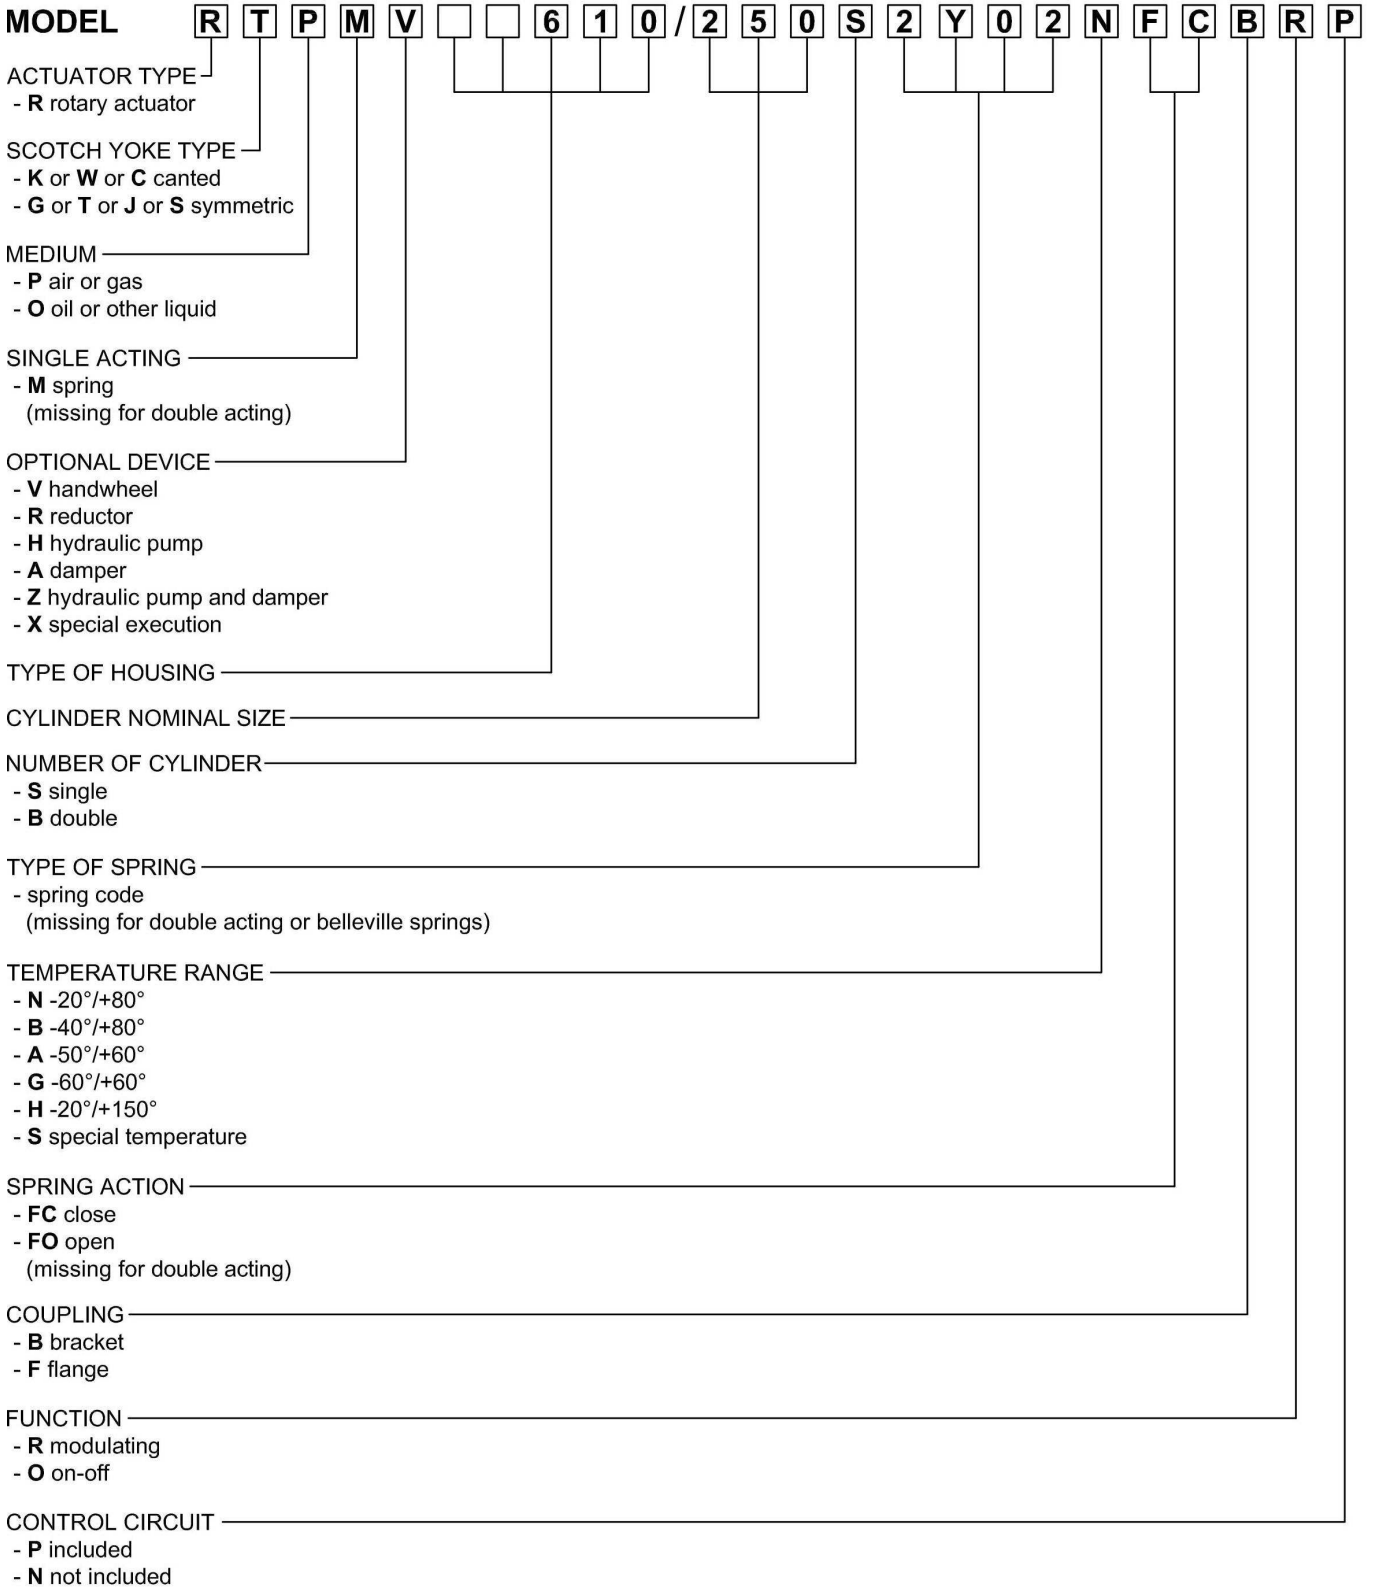 MODEL R T P M V 6 1 0 / 2 5 0 S 2 Y 0 2 N F C B R P
ACTUATOR TYPE
- R rotary actuator
SCOTCH YOKE TYPE
- K or W or C canted
- G or T or J or S symmetric
MEDIUM
- P air or gas
- O oil or other liquid
SINGLE ACTING
- M spring
(missing for double acting)
OPTIONAL DEVICE
- V handwheel
- R reductor
- H hydraulic pump
- A damper
- Z hydraulic pump and damper
- X special execution
TYPE OF HOUSING
CYLINDER NOMINAL SIZE
NUMBER OF CYLINDER
- S single
- B double
TYPE OF SPRING
- spring code
(missing for double acting or belleville springs)
TEMPERATURE RANGE
- N -20°/+80°
- B -40°/+80°
- A -50°/+60°
- G -60°/+60°
- H -20°/+150°
- S special temperature
SPRING ACTION
- FC close
- FO open
(missing for double acting)
COUPLING
- B bracket
- F flange
FUNCTION
- R modulating
- O on-off
CONTROL CIRCUIT
- P included
- N not included